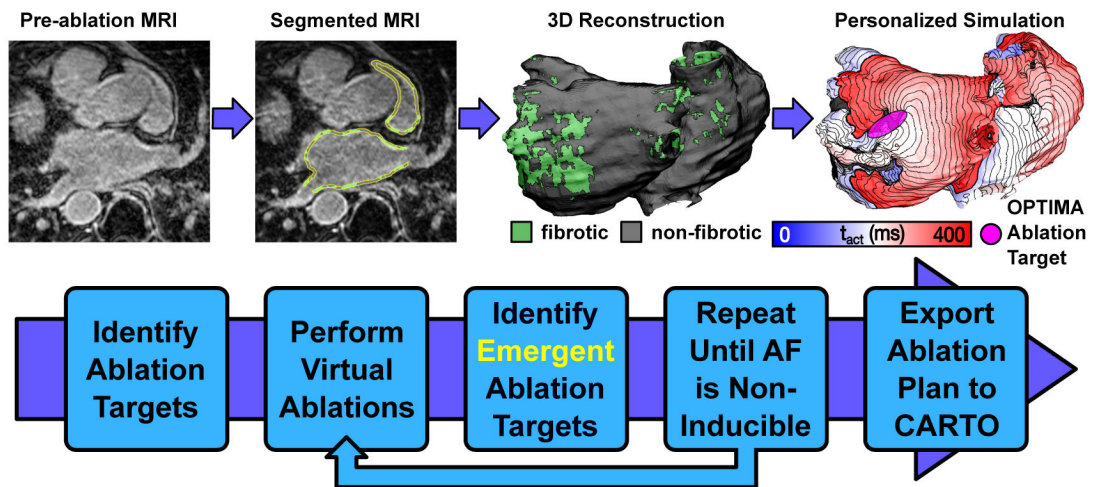 Pre-ablation MRI
Segmented MRI
3D Reconstruction
Personalized Simulation
fibrotic
non-fibrotic
0
t_act (ms)
400
OPTIMA
Ablation
Target
Identify
Ablation
Targets
Perform
Virtual
Ablations
Identify
Emergent
Ablation
Targets
Repeat
Until AF
is Non-
Inducible
Export
Ablation
Plan to
CARTO